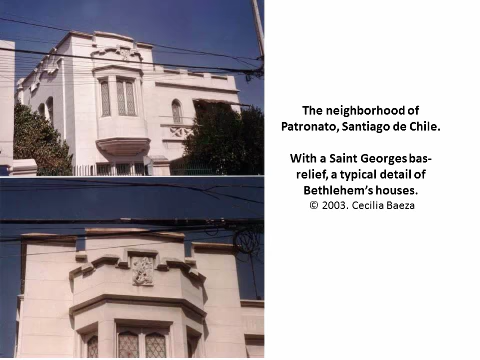 The neighborhood of
Patronato, Santiago de Chile.
With a Saint Georges bas-
relief, a typical detail of
Bethlehem's houses.
© 2003. Cecilia Baeza